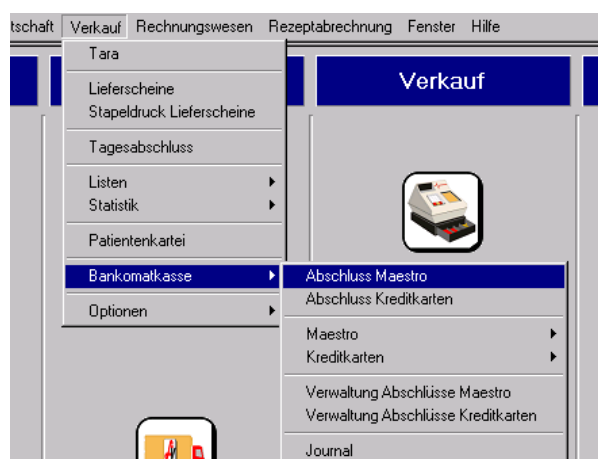 tschaft Verkauf Rechnungswesen Rezeptabrechnung Fenster Hilfe
Verkauf
Tara
Lieferscheine
Stapeldruck Lieferscheine
Tagesabschluss
Listen
Statistik
Patientenkartei
Bankomatkasse
Optionen
Abschluss Maestro
Abschluss Kreditkarten
Maestro
Kreditkarten
Verwaltung Abschlüsse Maestro
Verwaltung Abschlüsse Kreditkarten
Journal